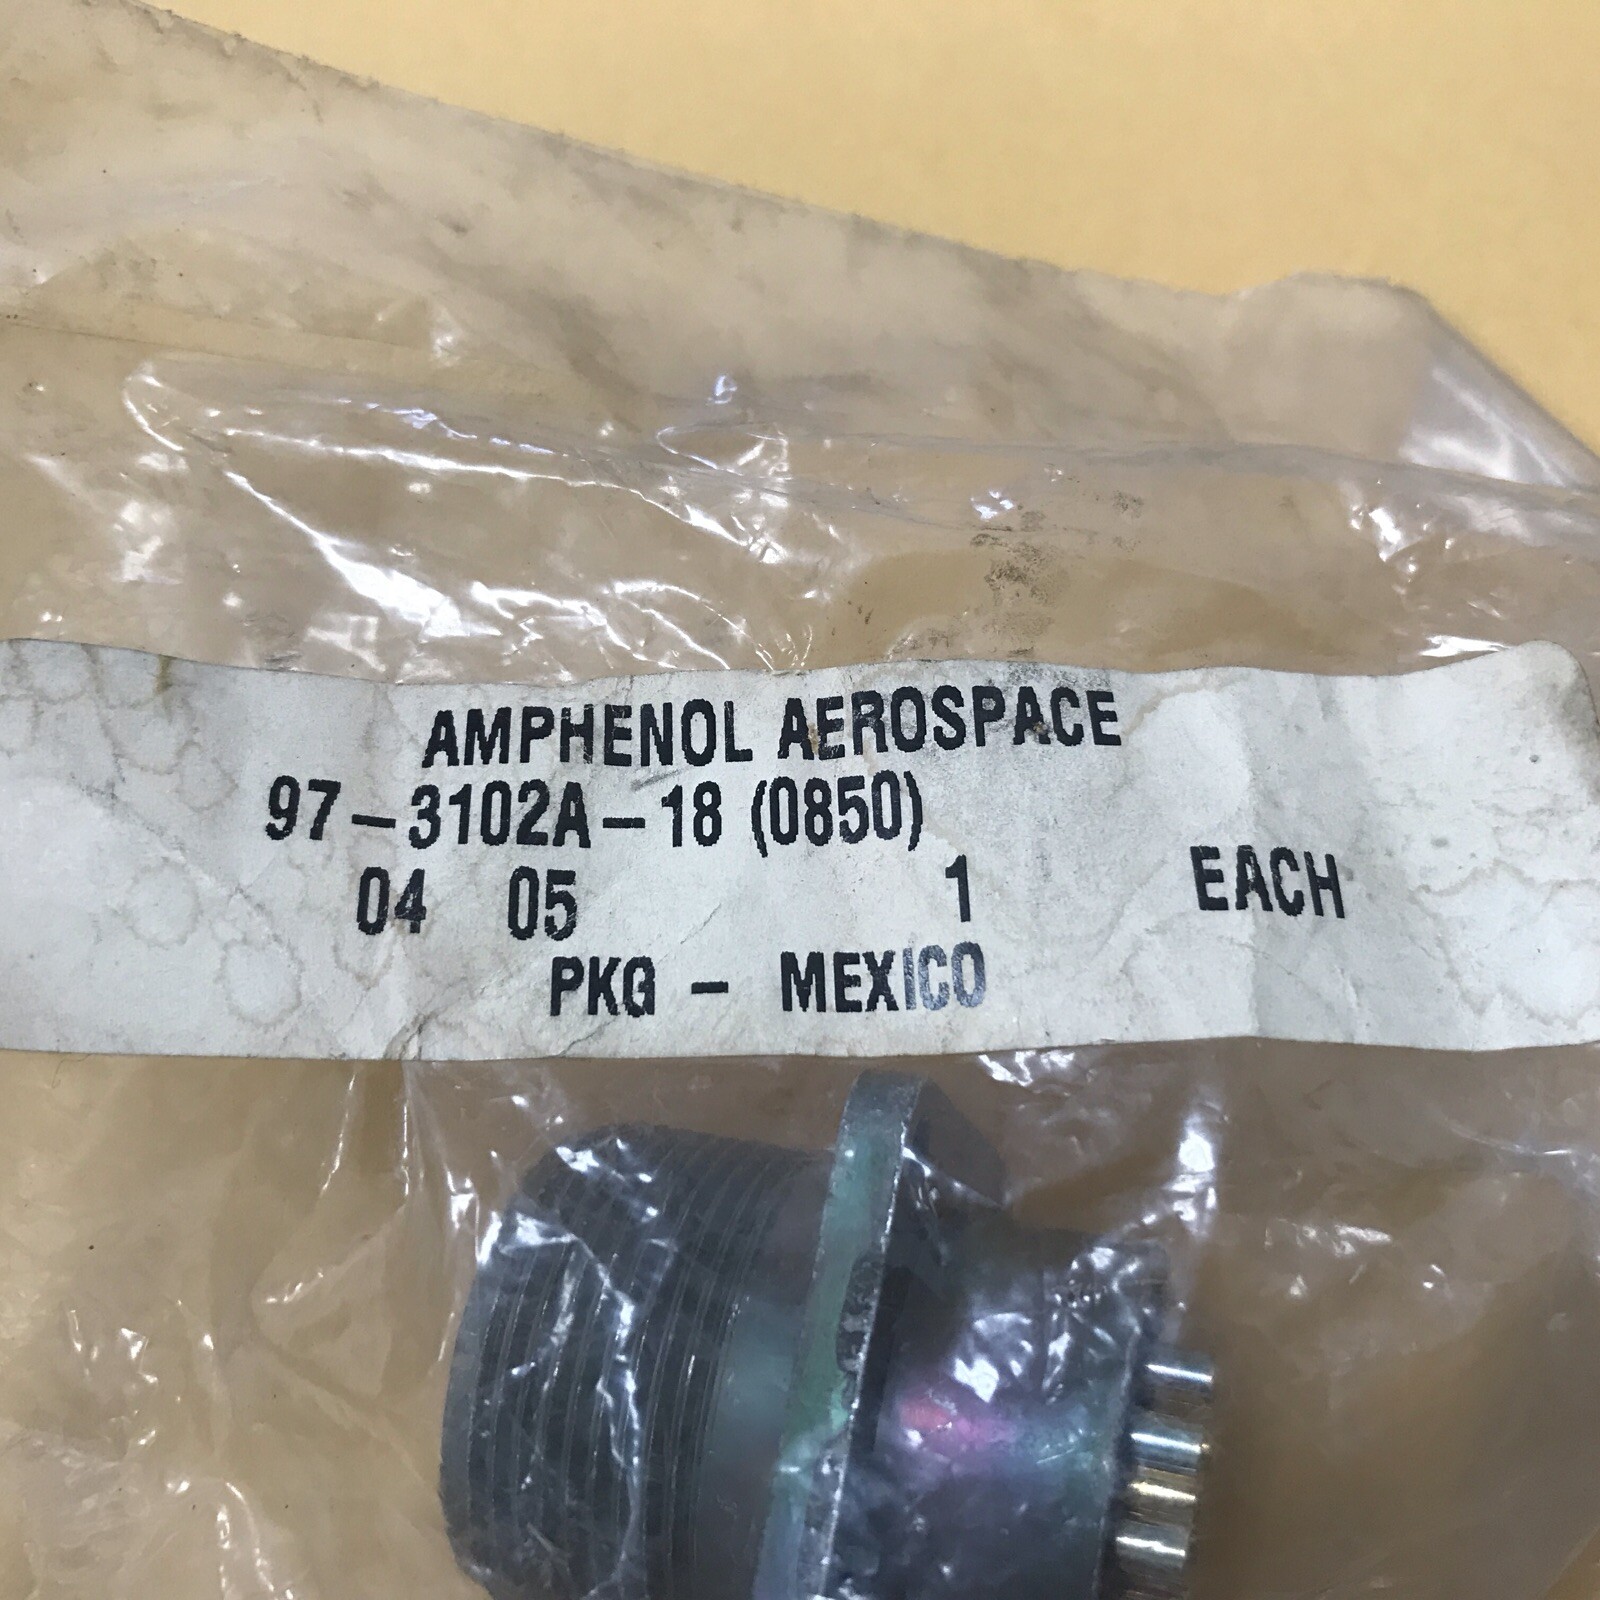 AMPHENOL AEROSPACE
97-3102A-18 (0850)
04 05 1 EACH
PKG - MEXICO